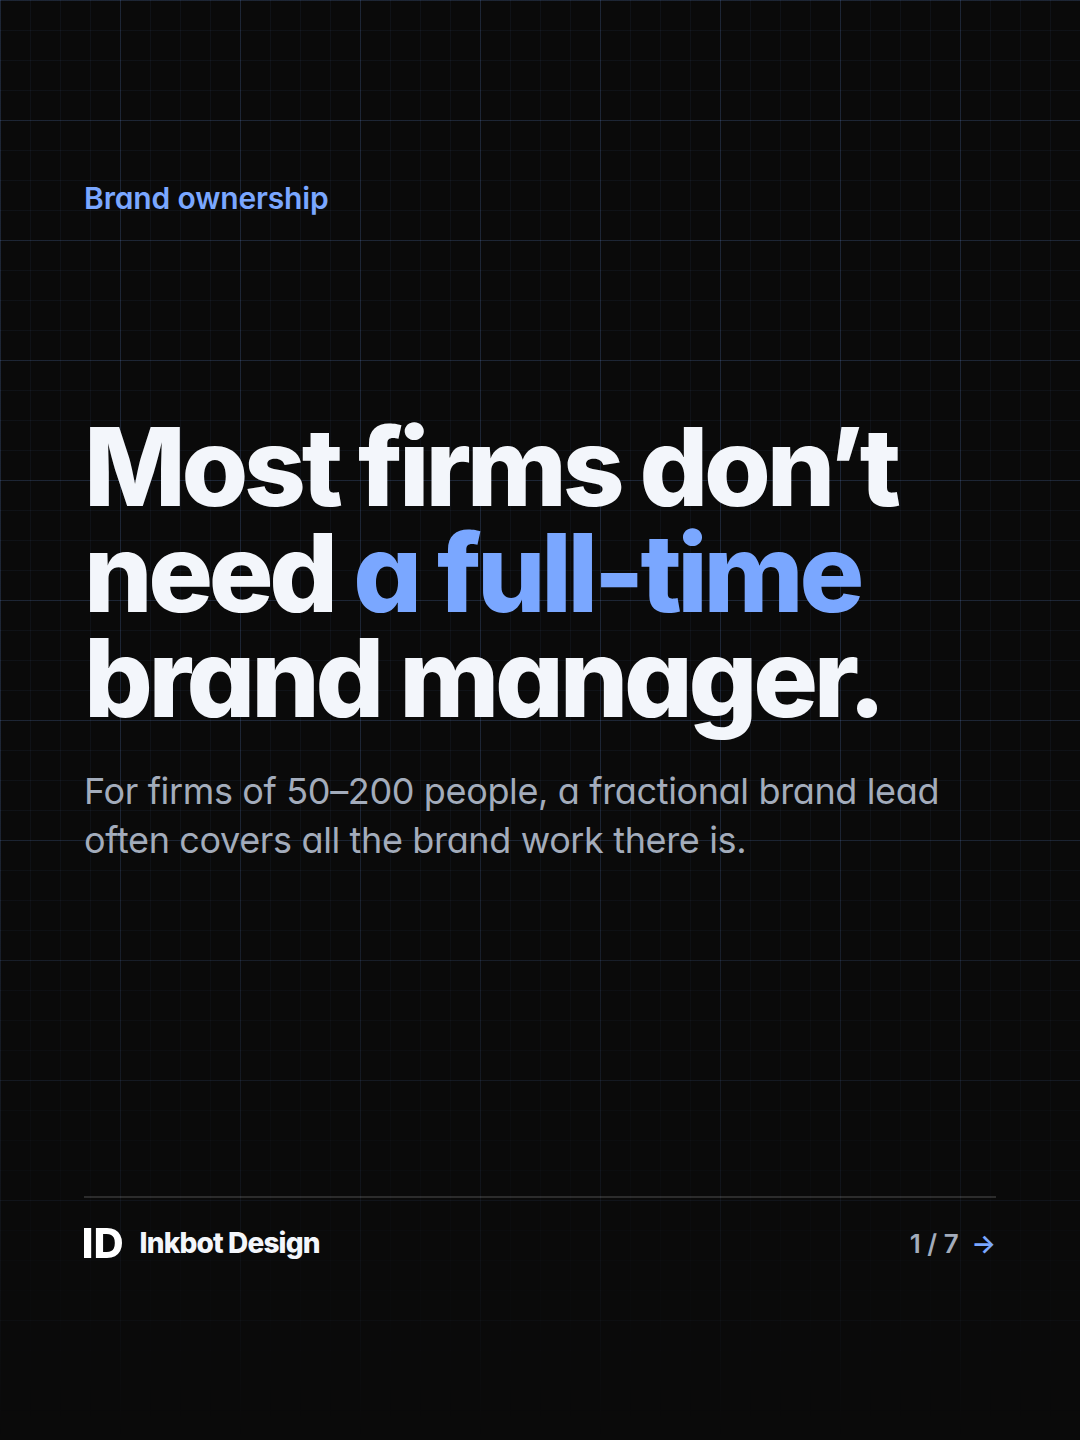 Brand ownership
Most firms don’t
need a full-time
brand manager.
For firms of 50–200 people, a fractional brand lead
often covers all the brand work there is.
ID Inkbot Design
1 / 7 →